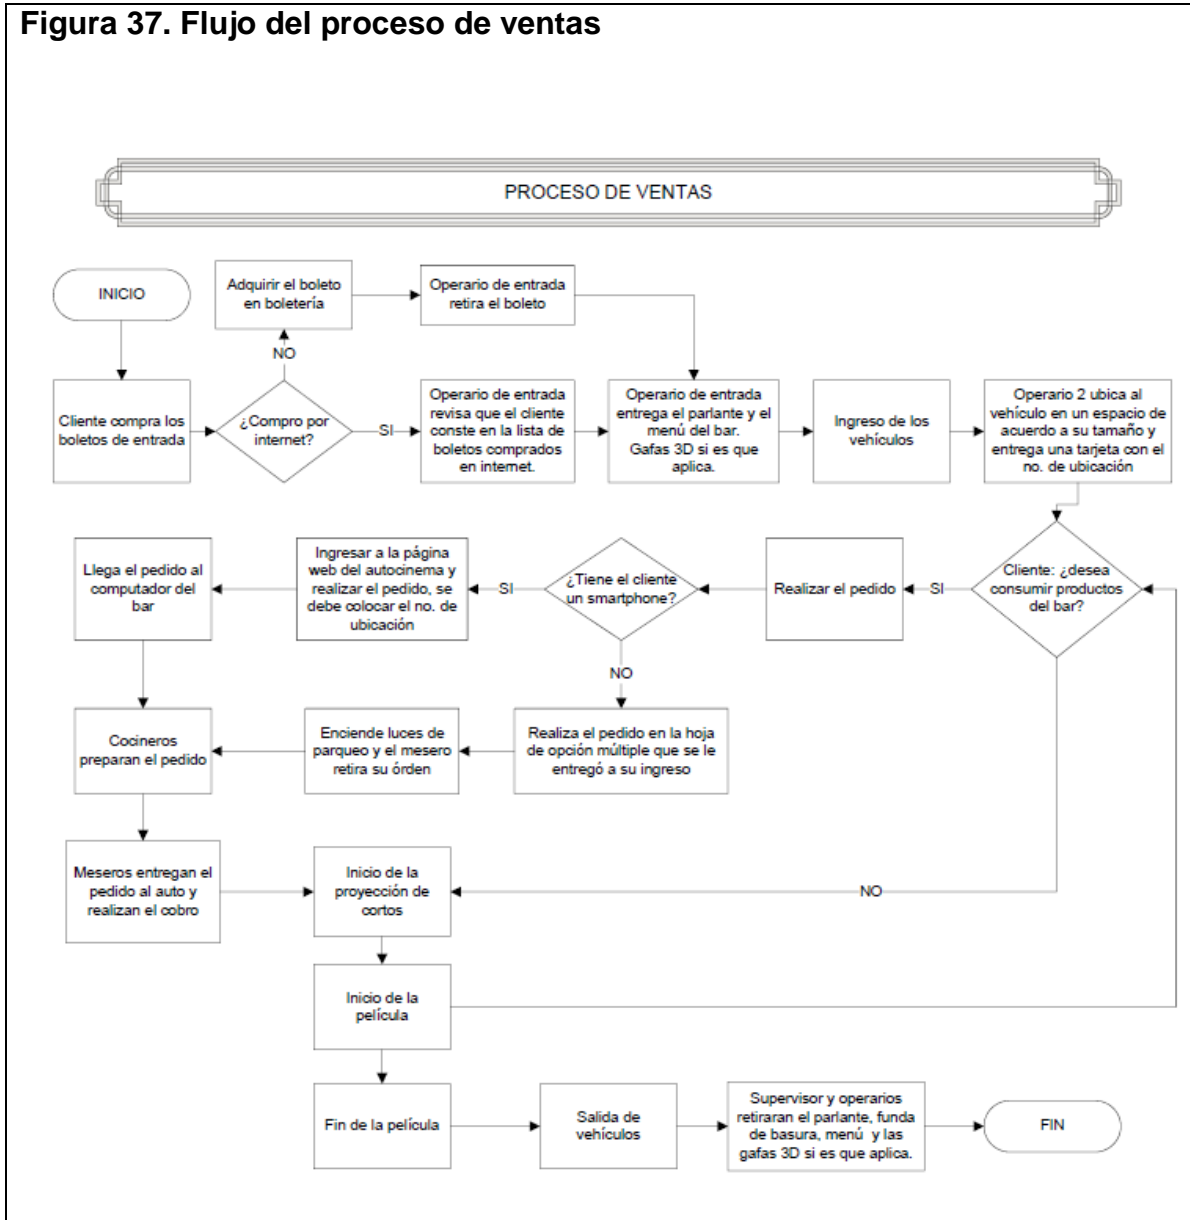 Figura 37. Flujo del proceso de ventas
PROCESO DE VENTAS
INICIO
Adquirir el boleto
en boletería
Operario de entrada
retira el boleto
NO
Cliente compra los
boletos de entrada
¿Compro por
internet?
SI
Operario de entrada
revisa que el cliente
conste en la lista de
boletos comprados
en internet.
Operario de entrada
entrega el parlante y el
menú del bar.
Gafas 3D si es que
aplica.
Ingreso de los
vehículos
Operario 2 ubica al
vehículo en un espacio de
acuerdo a su tamaño y
entrega una tarjeta con el
no. de ubicación
Cliente: ¿desea
consumir productos
del bar?
SI
Realizar el pedido
¿Tiene el cliente
un smartphone?
SI
Ingresar a la página
web del autocinema y
realizar el pedido, se
debe colocar el no. de
ubicación
Llega el pedido al
computador del
bar
NO
Realiza el pedido en la hoja
de opción múltiple que se le
entregó a su ingreso
Enciende luces de
parqueo y el mesero
retira su órden
Cocineros
preparan el pedido
Meseros entregan el
pedido al auto y
realizan el cobro
Inicio de la
proyección de
cortos
NO
Inicio de la
película
Fin de la película
Salida de
vehículos
Supervisor y operarios
retiraran el parlante, funda
de basura, menú y las
gafas 3D si es que aplica.
FIN